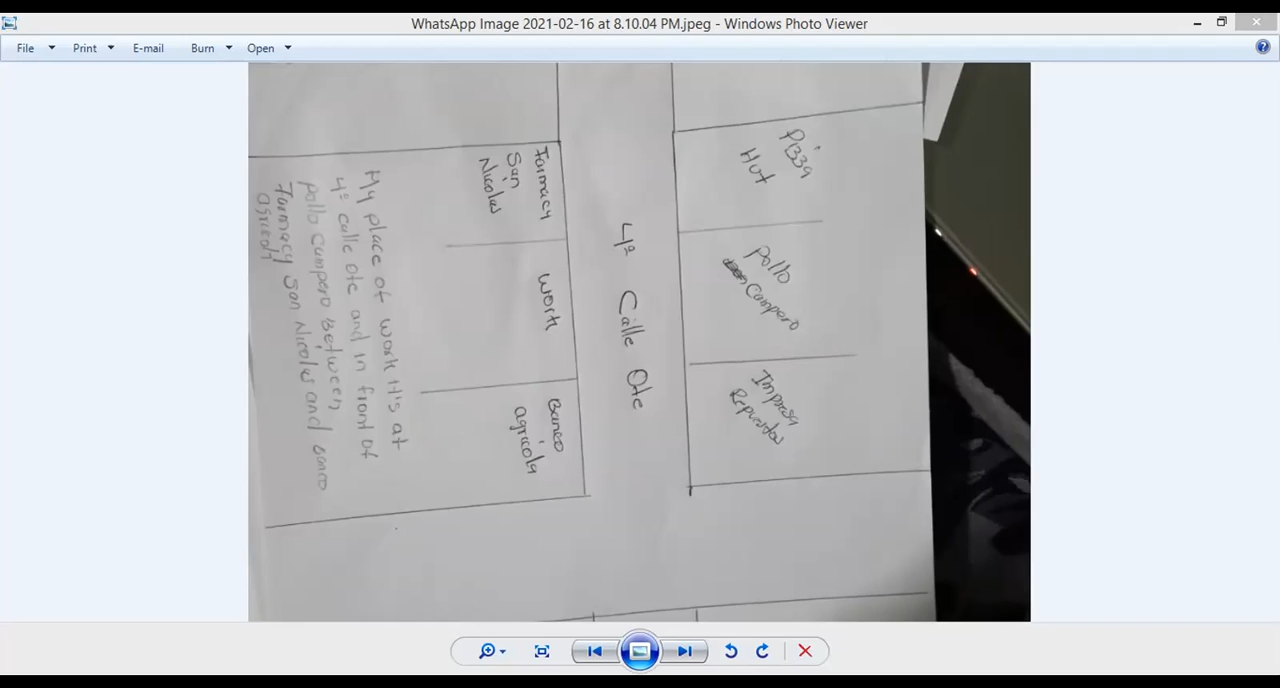 WhatsApp Image 2021-02-16 at 8.10.04 PM.jpeg - Windows Photo Viewer
File Print E-mail Burn Open
Pizza
Hut
Pollo
Campero
Impresa
Repuestos
4ª Calle Ote
Farmacy
San
Nicolas
Work
Banco
agricola
My place of work It's at
4ª calle Ote and in front of
pollo campero Between
Farmacy San Nicolas and banco
agricola